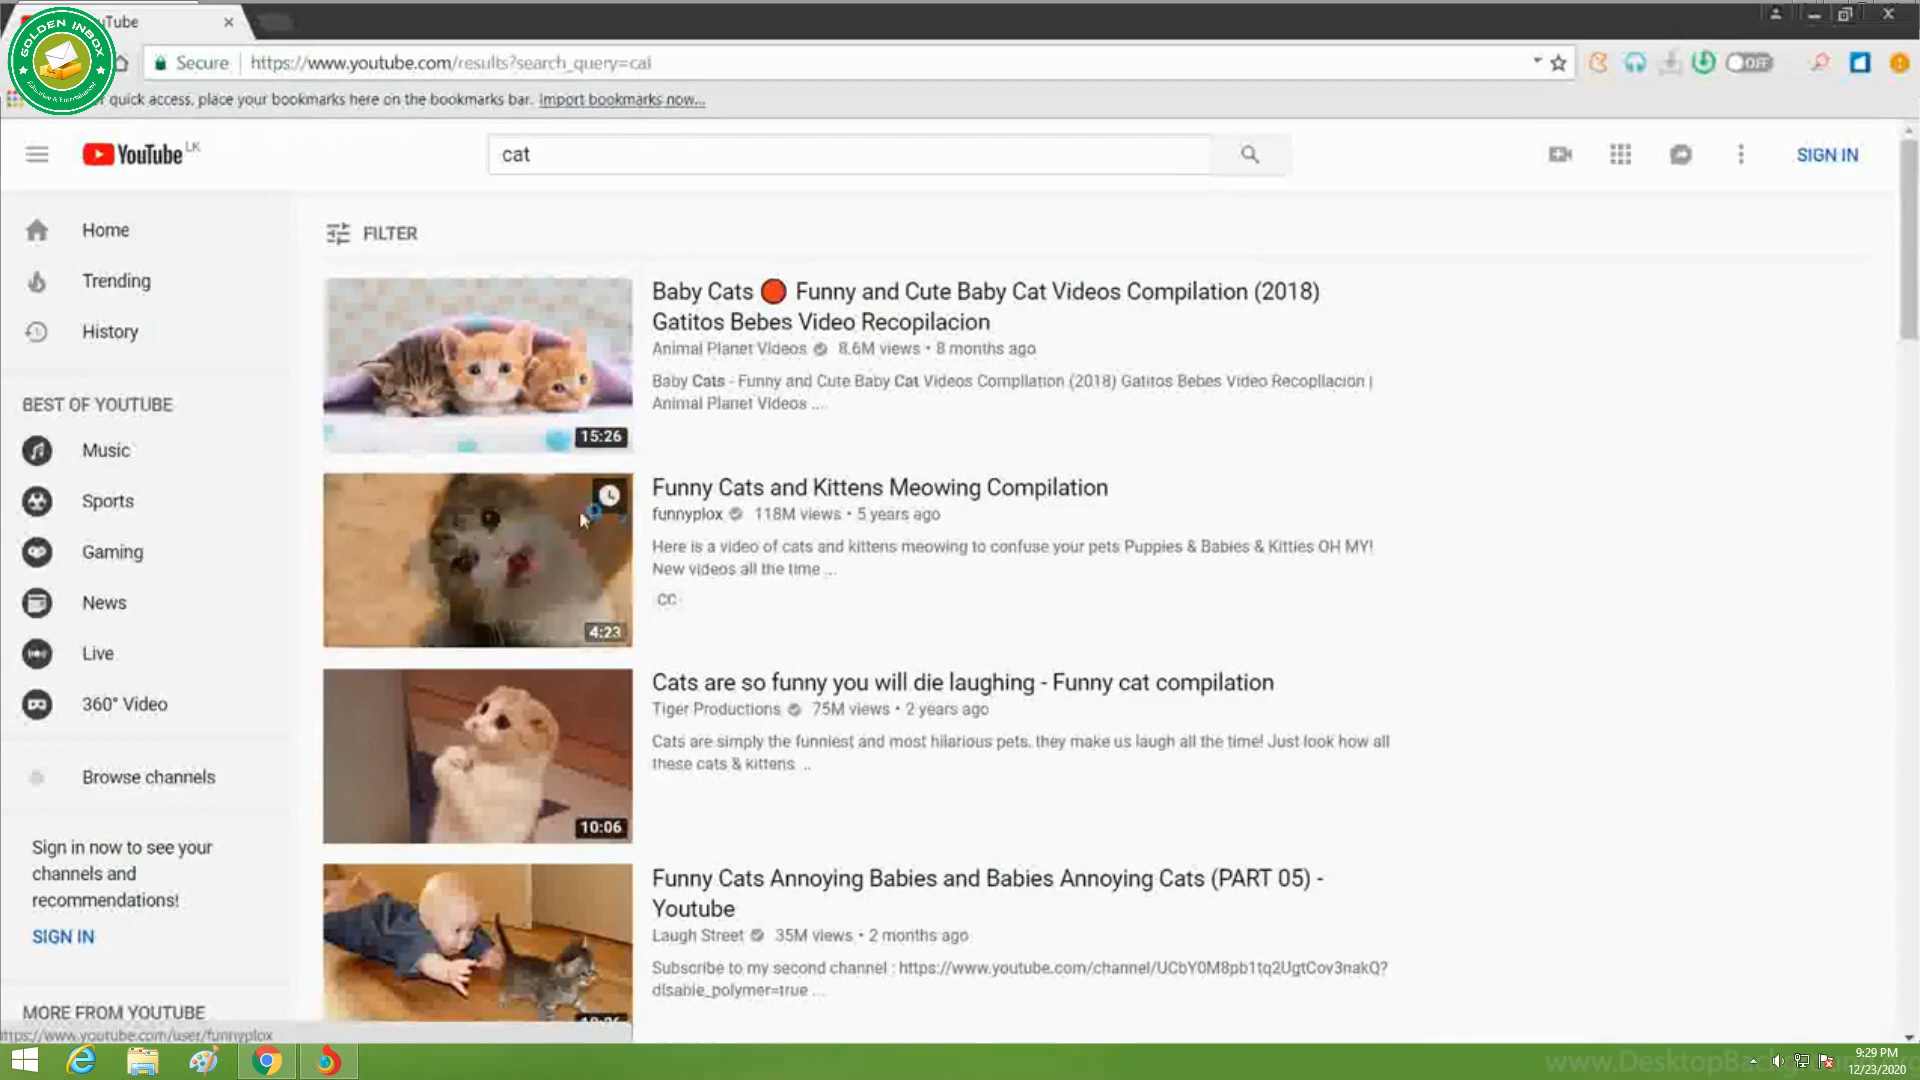 GOLDEN INBOX
YouTube
Secure
https://www.youtube.com/results?search_query=cat
OFF
quick access, place your bookmarks here on the bookmarks bar. Import bookmarks now...
YouTube LK
cat
SIGN IN
Home
Trending
History
BEST OF YOUTUBE
Music
Sports
Gaming
News
Live
360° Video
Browse channels
Sign in now to see your
channels and
recommendations!
SIGN IN
MORE FROM YOUTUBE
https://www.youtube.com/user/funnyplox
FILTER
15:26
Baby Cats 🔴 Funny and Cute Baby Cat Videos Compilation (2018)
Gatitos Bebes Video Recopilacion
Animal Planet Videos 8.6M views • 8 months ago
Baby Cats - Funny and Cute Baby Cat Videos Compilation (2018) Gatitos Bebes Video Recopilacion |
Animal Planet Videos ...
4:23
Funny Cats and Kittens Meowing Compilation
funnyplox 118M views • 5 years ago
Here is a video of cats and kittens meowing to confuse your pets Puppies & Babies & Kitties OH MY!
New videos all the time ...
CC
10:06
Cats are so funny you will die laughing - Funny cat compilation
Tiger Productions 75M views • 2 years ago
Cats are simply the funniest and most hilarious pets, they make us laugh all the time! Just look how all
these cats & kittens ...
Funny Cats Annoying Babies and Babies Annoying Cats (PART 05) -
Youtube
Laugh Street 35M views • 2 months ago
Subscribe to my second channel : https://www.youtube.com/channel/UCbY0M8pb1tq2UgtCov3nakQ?
disable_polymer=true ...
9:29 PM
12/23/2020